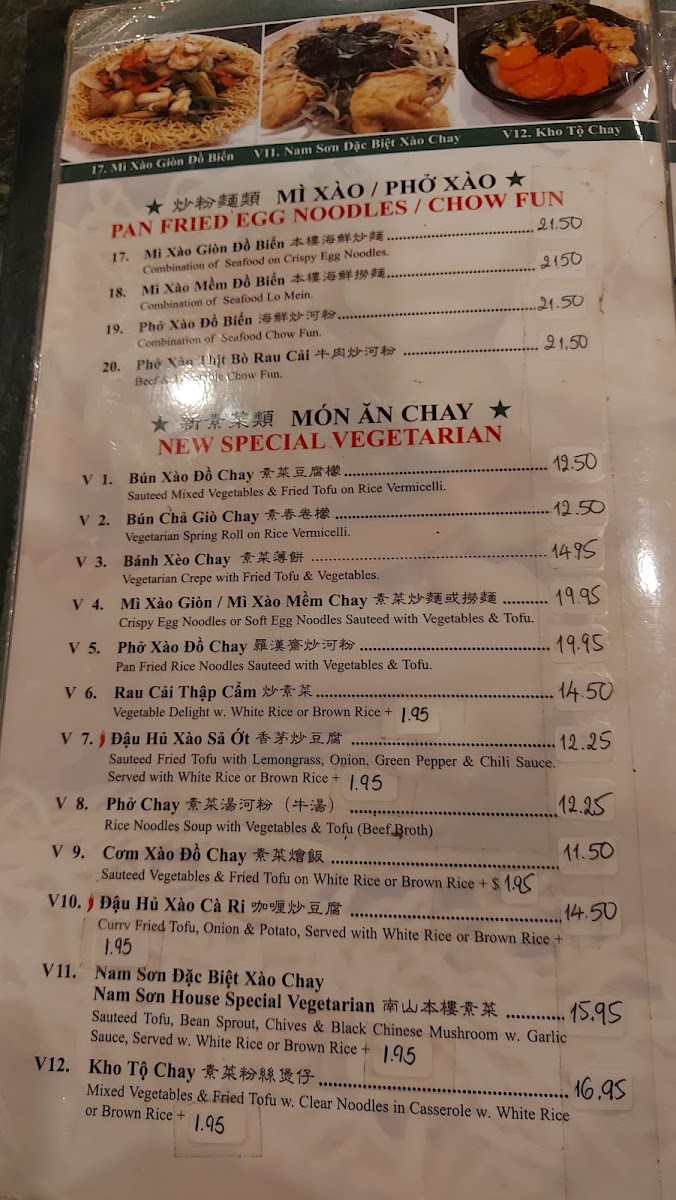 17. Mì Xào Giòn Đồ Biển V11. Nam Sơn Đặc Biệt Xào Chay V12. Kho Tộ Chay
★ 炒粉麵類 MÌ XÀO / PHỞ XÀO ★
PAN FRIED EGG NOODLES / CHOW FUN
17. Mì Xào Giòn Đồ Biển 本樓海鮮炒麵 21.50
Combination of Seafood on Crispy Egg Noodles.
18. Mì Xào Mềm Đồ Biển 本樓海鮮撈麵 21.50
Combination of Seafood Lo Mein.
19. Phở Xào Đồ Biển 海鮮炒河粉 21.50
Combination of Seafood Chow Fun.
20. Phở Xào Thịt Bò Rau Cải 牛肉炒河粉 21.50
Beef & Chow Fun.
★ 新素菜類 MÓN ĂN CHAY ★
NEW SPECIAL VEGETARIAN
V 1. Bún Xào Đồ Chay 素菜豆腐檬 12.50
Sauteed Mixed Vegetables & Fried Tofu on Rice Vermicelli.
V 2. Bún Chả Giò Chay 素春卷檬 12.50
Vegetarian Spring Roll on Rice Vermicelli.
V 3. Bánh Xèo Chay 素菜薄餅 14.95
Vegetarian Crepe with Fried Tofu & Vegetables.
V 4. Mì Xào Giòn / Mì Xào Mềm Chay 素菜炒麵或撈麵 19.95
Crispy Egg Noodles or Soft Egg Noodles Sauteed with Vegetables & Tofu.
V 5. Phở Xào Đồ Chay 羅漢齋炒河粉 19.95
Pan Fried Rice Noodles Sauteed with Vegetables & Tofu.
V 6. Rau Cải Thập Cẩm 炒素菜 14.50
Vegetable Delight w. White Rice or Brown Rice + 1.95
V 7. Đậu Hủ Xào Sả Ớt 香茅炒豆腐 12.25
Sauteed Fried Tofu with Lemongrass, Onion, Green Pepper & Chili Sauce.
Served with White Rice or Brown Rice + 1.95
V 8. Phở Chay 素菜湯河粉 (牛湯) 12.25
Rice Noodles Soup with Vegetables & Tofu (Beef Broth)
V 9. Cơm Xào Đồ Chay 素菜燴飯 11.50
Sauteed Vegetables & Fried Tofu on White Rice or Brown Rice + $ 1.95
V10. Đậu Hủ Xào Cà Ri 咖喱炒豆腐 14.50
Curry Fried Tofu, Onion & Potato, Served with White Rice or Brown Rice +
1.95
V11. Nam Sơn Đặc Biệt Xào Chay
Nam Sơn House Special Vegetarian 南山本樓素菜 15.95
Sauteed Tofu, Bean Sprout, Chives & Black Chinese Mushroom w. Garlic
Sauce, Served w. White Rice or Brown Rice + 1.95
V12. Kho Tộ Chay 素菜粉絲煲仔 16.95
Mixed Vegetables & Fried Tofu w. Clear Noodles in Casserole w. White Rice
or Brown Rice + 1.95